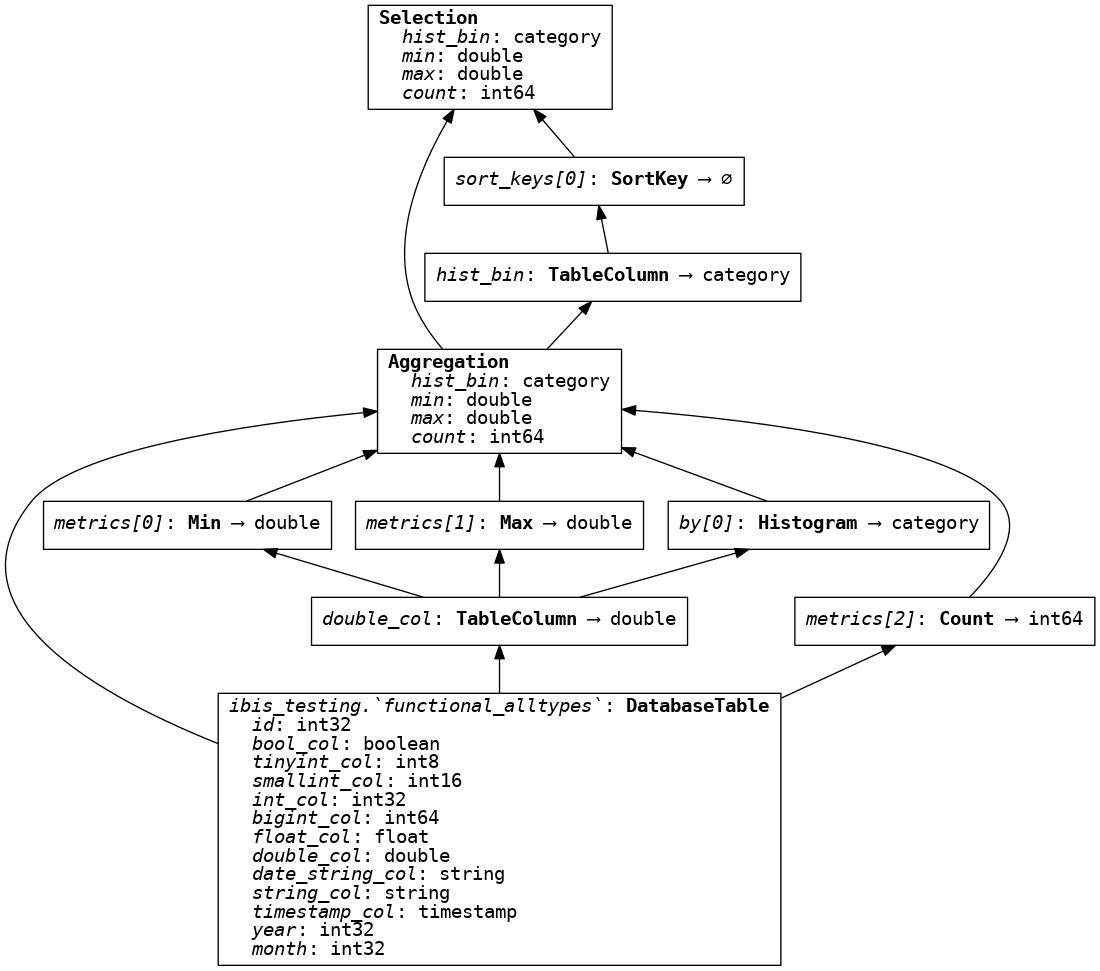 Selection
hist_bin: category
min: double
max: double
count: int64
sort_keys[0]: SortKey → ∅
hist_bin: TableColumn → category
Aggregation
hist_bin: category
min: double
max: double
count: int64
metrics[0]: Min → double
metrics[1]: Max → double
by[0]: Histogram → category
double_col: TableColumn → double
metrics[2]: Count → int64
ibis_testing.`functional_alltypes`: DatabaseTable
id: int32
bool_col: boolean
tinyint_col: int8
smallint_col: int16
int_col: int32
bigint_col: int64
float_col: float
double_col: double
date_string_col: string
string_col: string
timestamp_col: timestamp
year: int32
month: int32